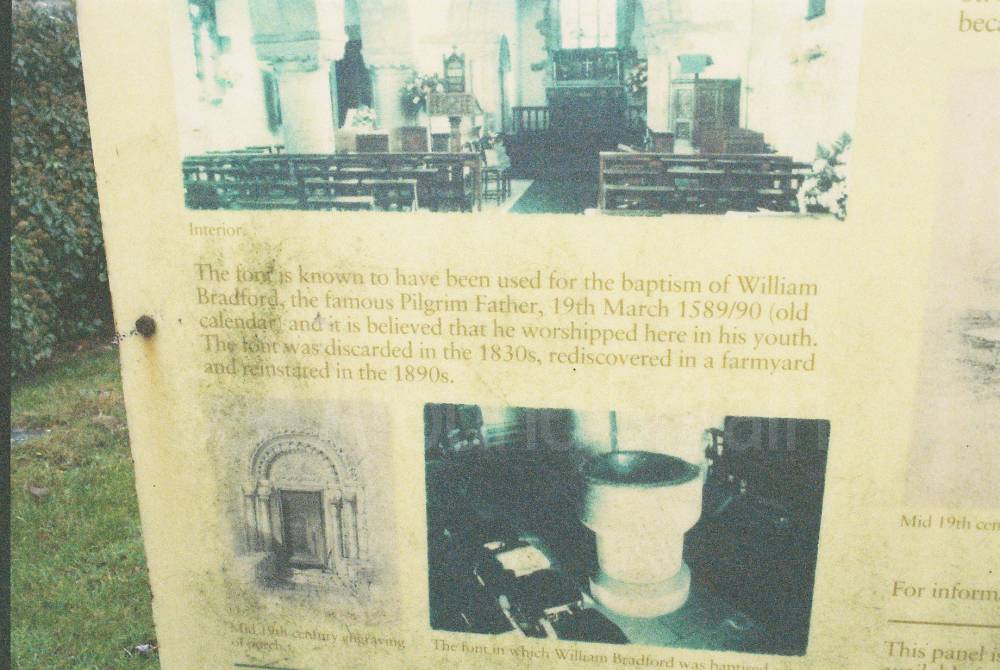 Interior.
The font is known to have been used for the baptism of William
Bradford, the famous Pilgrim Father, 19th March 1589/90 (old
calendar) and it is believed that he worshipped here in his youth.
The font was discarded in the 1830s, rediscovered in a farmyard
and reinstated in the 1890s.
Mid 19th century engraving
of porch.
The font in which William Bradford was baptised.
beca
Mid 19th cen
For informa
This panel is